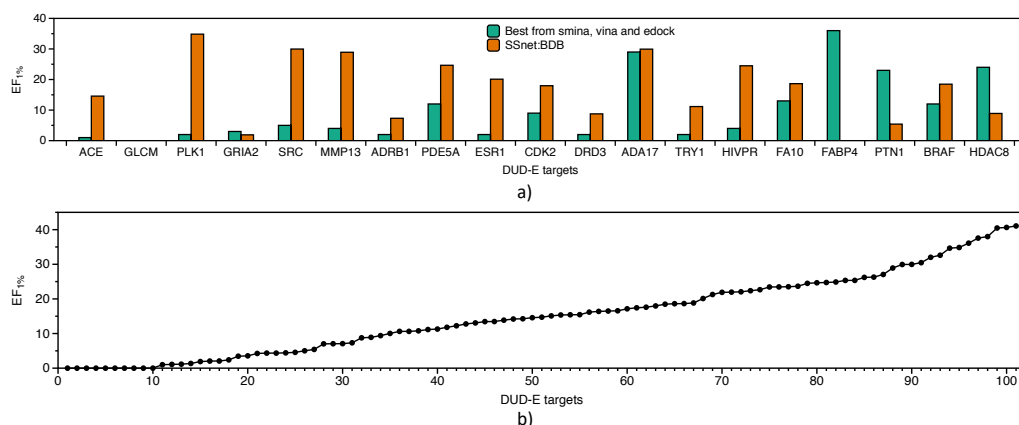 40
30
20
10
0
EF1%
Best from smina, vina and edock
SSnet:BDB
ACE GLCM PLK1 GRIA2 SRC MMP13 ADRB1 PDE5A ESR1 CDK2 DRD3 ADA17 TRY1 HIVPR FA10 FABP4 PTN1 BRAF HDAC8
DUD-E targets
a)
40
30
20
10
0
EF1%
0 10 20 30 40 50 60 70 80 90 100
DUD-E targets
b)